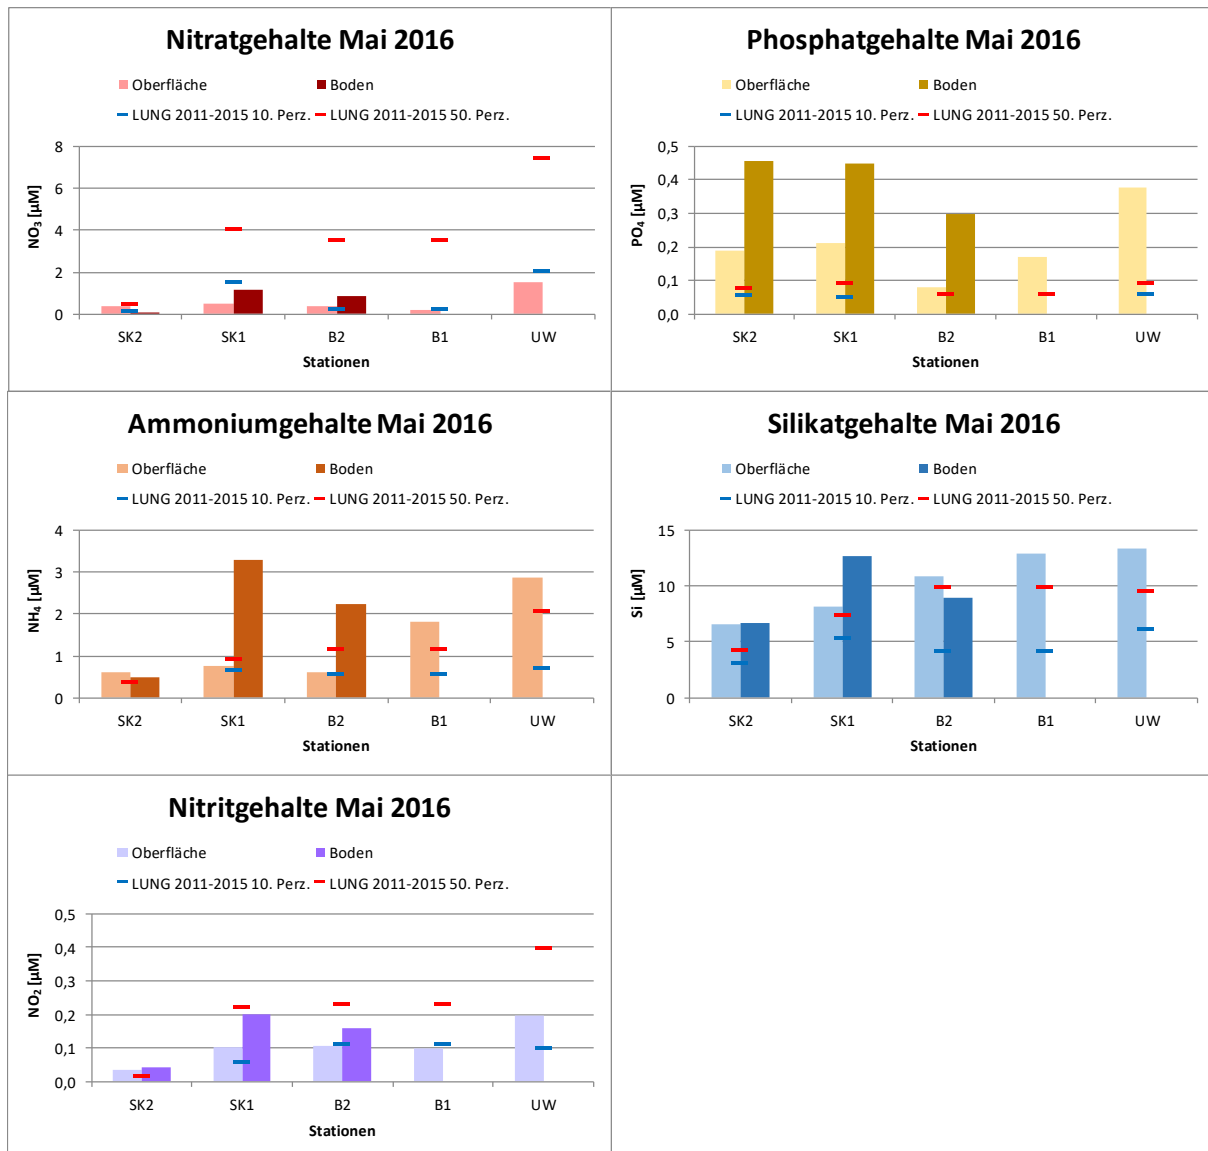 Nitratgehalte Mai 2016
Oberfläche Boden
LUNG 2011-2015 10. Perz. LUNG 2011-2015 50. Perz.
8
6
4
2
0
NO3 [µM]
SK2 SK1 B2 B1 UW
Stationen
Phosphatgehalte Mai 2016
Oberfläche Boden
LUNG 2011-2015 10. Perz. LUNG 2011-2015 50. Perz.
0,5
0,4
0,3
0,2
0,1
0,0
PO4 [µM]
SK2 SK1 B2 B1 UW
Stationen
Ammoniumgehalte Mai 2016
Oberfläche Boden
LUNG 2011-2015 10. Perz. LUNG 2011-2015 50. Perz.
4
3
2
1
0
NH4 [µM]
SK2 SK1 B2 B1 UW
Stationen
Silikatgehalte Mai 2016
Oberfläche Boden
LUNG 2011-2015 10. Perz. LUNG 2011-2015 50. Perz.
15
10
5
0
Si [µM]
SK2 SK1 B2 B1 UW
Stationen
Nitritgehalte Mai 2016
Oberfläche Boden
LUNG 2011-2015 10. Perz. LUNG 2011-2015 50. Perz.
0,5
0,4
0,3
0,2
0,1
0,0
NO2 [µM]
SK2 SK1 B2 B1 UW
Stationen